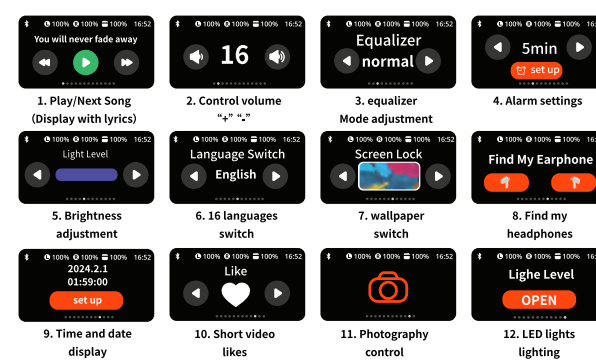 L 100% R 100% 100% 16:52
You will never fade away
1. Play/Next Song
(Display with lyrics)
L 100% R 100% 100% 16:52
16
2. Control volume
"+" "-"
L 100% R 100% 100% 16:52
Equalizer
normal
3. equalizer
Mode adjustment
L 100% R 100% 100% 16:52
5min
set up
4. Alarm settings
L 100% R 100% 100% 16:52
Light Level
5. Brightness
adjustment
L 100% R 100% 100% 16:52
Language Switch
English
6. 16 languages
switch
L 100% R 100% 100% 16:52
Screen Lock
7. wallpaper
switch
L 100% R 100% 100% 16:52
Find My Earphone
8. Find my
headphones
L 100% R 100% 100% 16:52
2024.2.1
01:59:00
set up
9. Time and date
display
L 100% R 100% 100% 16:52
Like
10. Short video
likes
L 100% R 100% 100% 16:52
11. Photography
control
L 100% R 100% 100% 16:52
Lighe Level
OPEN
12. LED lights
lighting